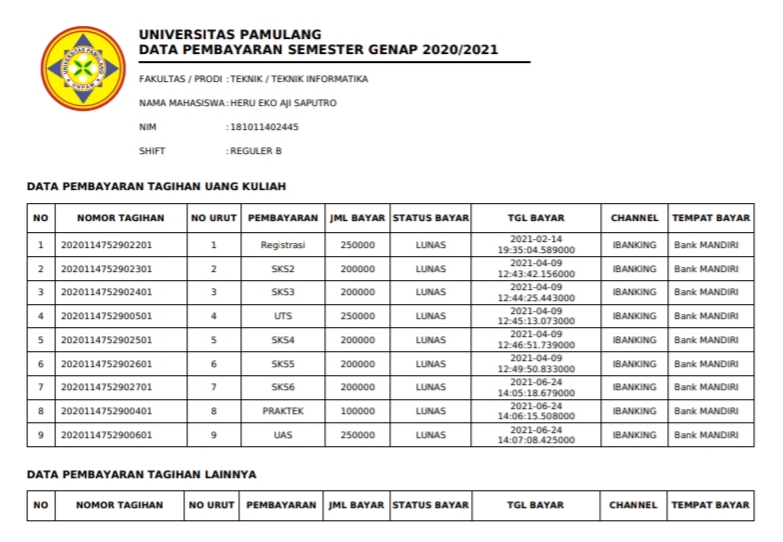 UNIVERSITAS PAMULANG
UNPAM
UNIVERSITAS PAMULANG
DATA PEMBAYARAN SEMESTER GENAP 2020/2021
FAKULTAS / PRODI : TEKNIK / TEKNIK INFORMATIKA
NAMA MAHASISWA : HERU EKO AJI SAPUTRO
NIM : 181011402445
SHIFT : REGULER B
DATA PEMBAYARAN TAGIHAN UANG KULIAH
NO NOMOR TAGIHAN NO URUT PEMBAYARAN JML BAYAR STATUS BAYAR TGL BAYAR CHANNEL TEMPAT BAYAR
1 2020114752902201 1 Registrasi 250000 LUNAS 2021-02-14 19:35:04.589000 IBANKING Bank MANDIRI
2 2020114752902301 2 SKS2 200000 LUNAS 2021-04-09 12:43:42.156000 IBANKING Bank MANDIRI
3 2020114752902401 3 SKS3 200000 LUNAS 2021-04-09 12:44:25.443000 IBANKING Bank MANDIRI
4 2020114752900501 4 UTS 250000 LUNAS 2021-04-09 12:45:13.073000 IBANKING Bank MANDIRI
5 2020114752902501 5 SKS4 200000 LUNAS 2021-04-09 12:46:51.739000 IBANKING Bank MANDIRI
6 2020114752902601 6 SKS5 200000 LUNAS 2021-04-09 12:49:50.833000 IBANKING Bank MANDIRI
7 2020114752902701 7 SKS6 200000 LUNAS 2021-06-24 14:05:18.679000 IBANKING Bank MANDIRI
8 2020114752900401 8 PRAKTEK 100000 LUNAS 2021-06-24 14:06:15.508000 IBANKING Bank MANDIRI
9 2020114752900601 9 UAS 250000 LUNAS 2021-06-24 14:07:08.425000 IBANKING Bank MANDIRI
DATA PEMBAYARAN TAGIHAN LAINNYA
NO NOMOR TAGIHAN NO URUT PEMBAYARAN JML BAYAR STATUS BAYAR TGL BAYAR CHANNEL TEMPAT BAYAR